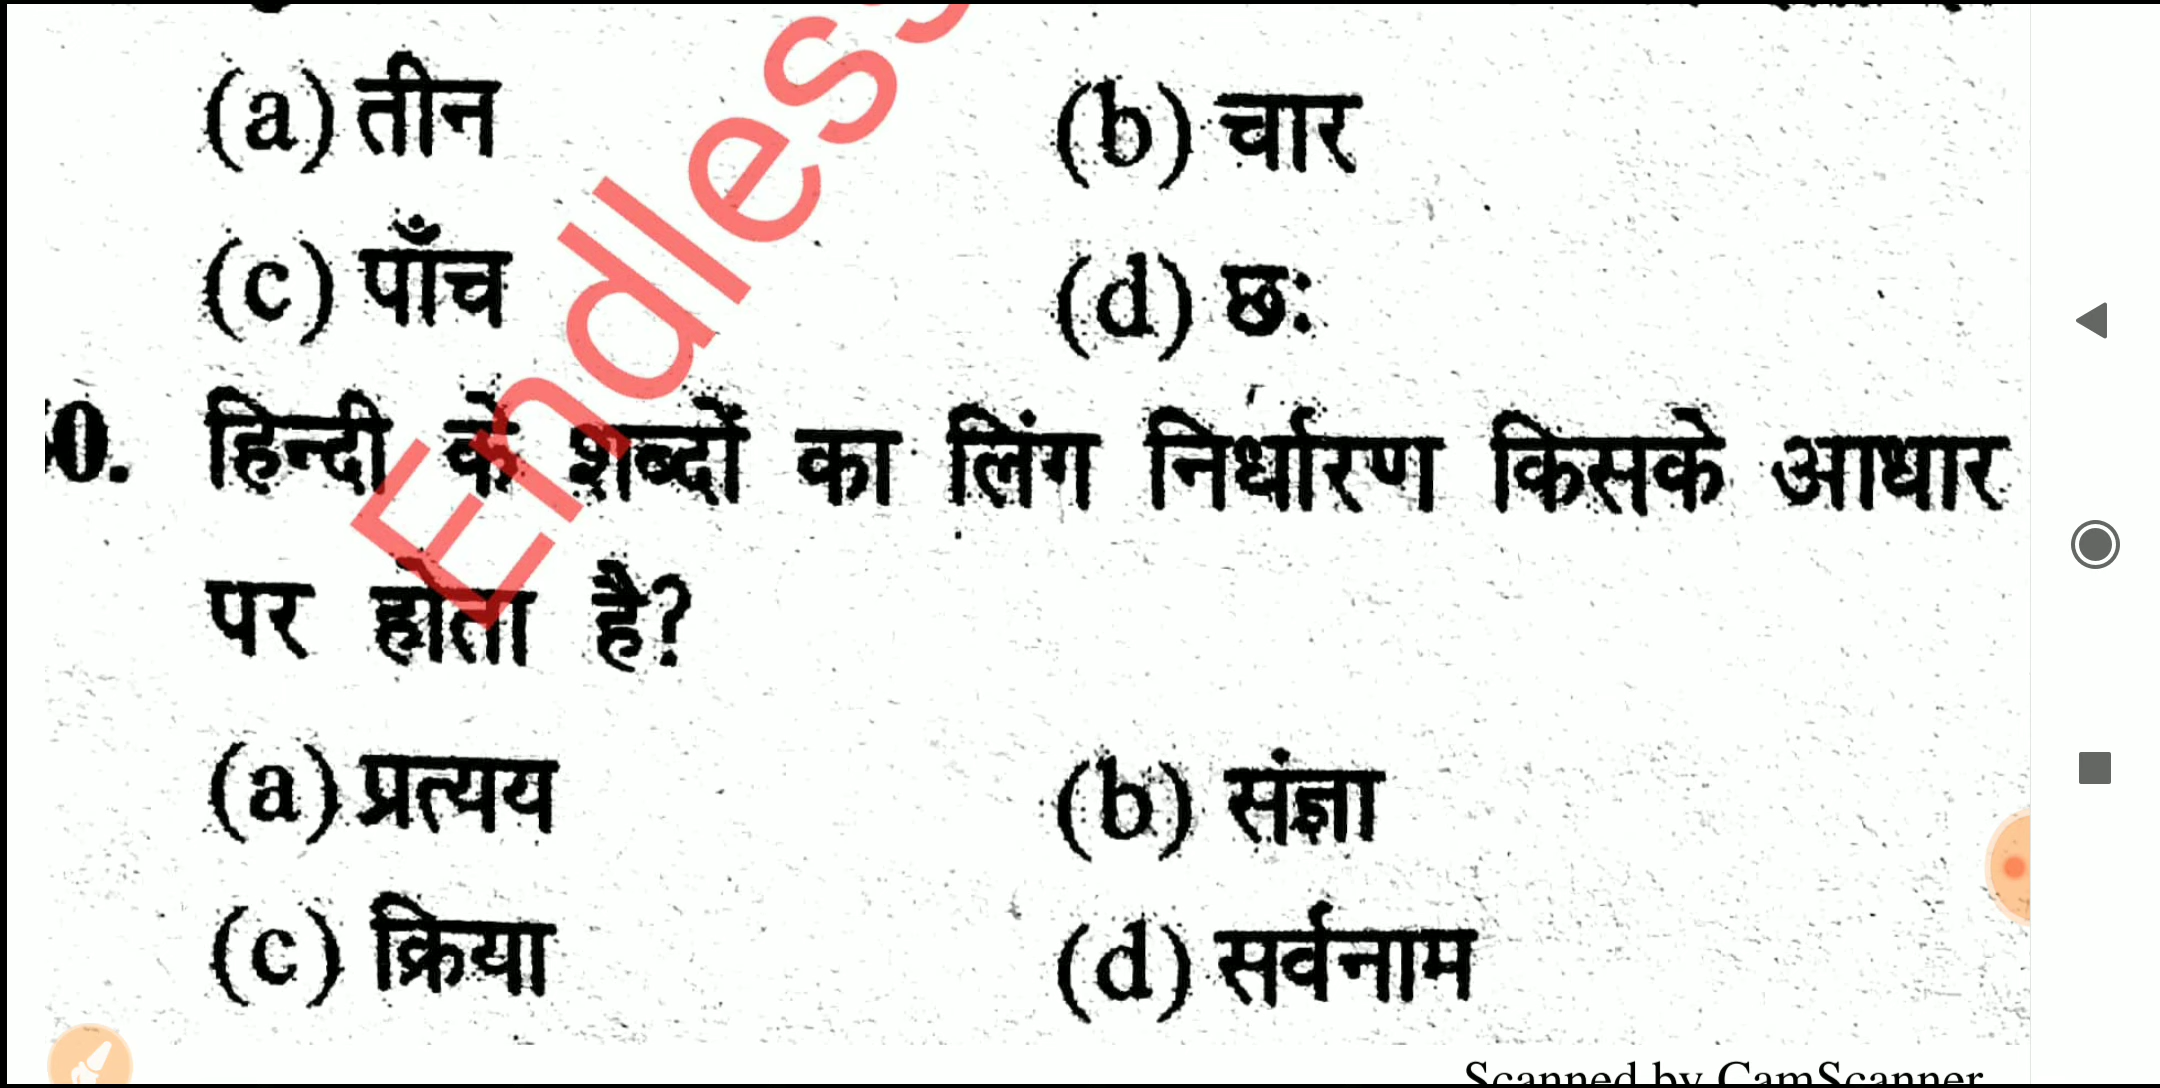 (a) तीन
(b) चार
(c) पाँच
(d) छः
0. हिन्दी के शब्दों का लिंग निर्धारण किसके आधार
पर होता है?
(a) प्रत्यय
(b) संज्ञा
(c) क्रिया
(d) सर्वनाम
Endless
Scanned by CamScanner